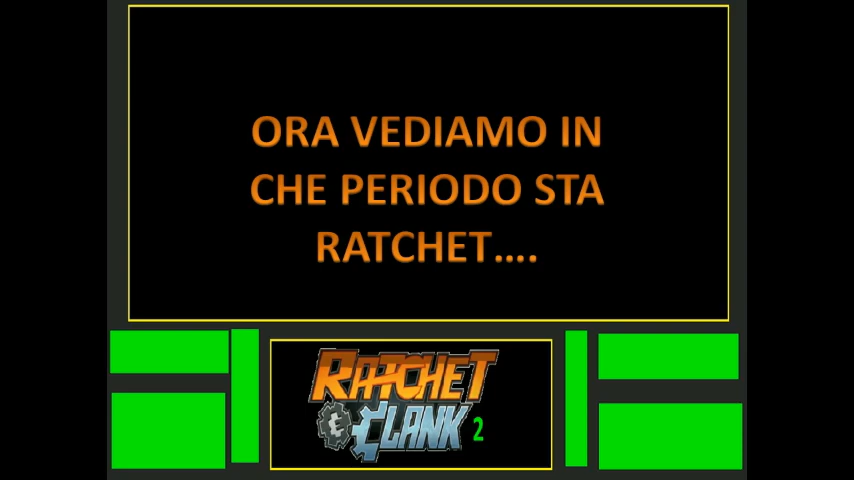 ORA VEDIAMO IN
CHE PERIODO STA
RATCHET....
RATCHET
& CLANK 2